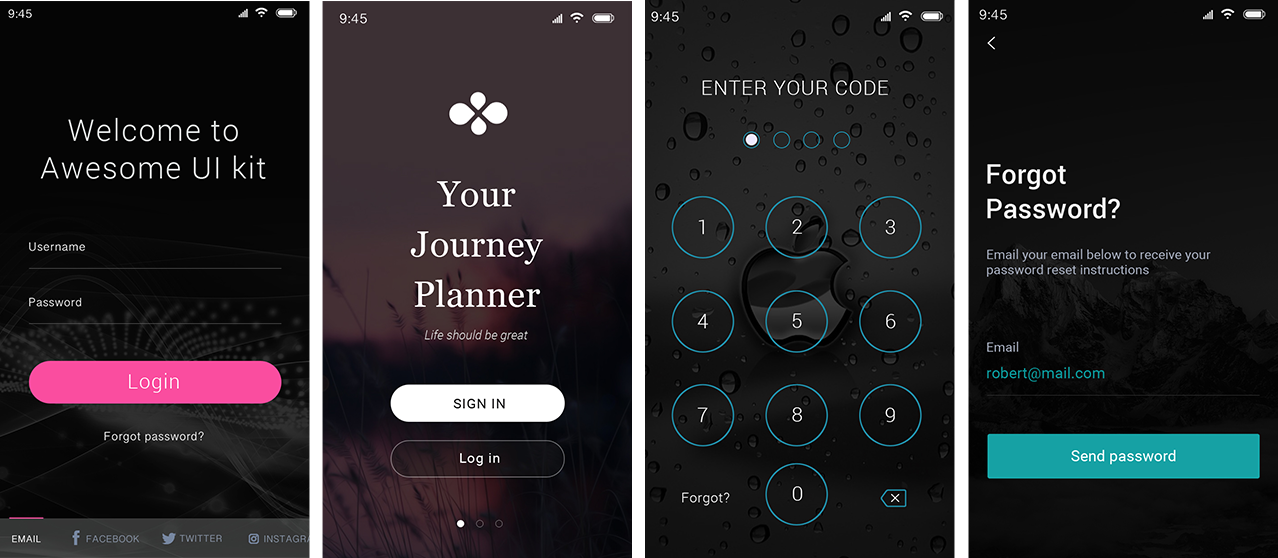 9:45
Welcome to
Awesome UI kit
Username
Password
Login
Forgot password?
EMAIL
FACEBOOK
TWITTER
INSTAGRA
9:45
Your
Journey
Planner
Life should be great
SIGN IN
Log in
9:45
ENTER YOUR CODE
1 2 3
4 5 6
7 8 9
Forgot? 0
9:45
Forgot
Password?
Email your email below to receive your
password reset instructions
Email
robert@mail.com
Send password